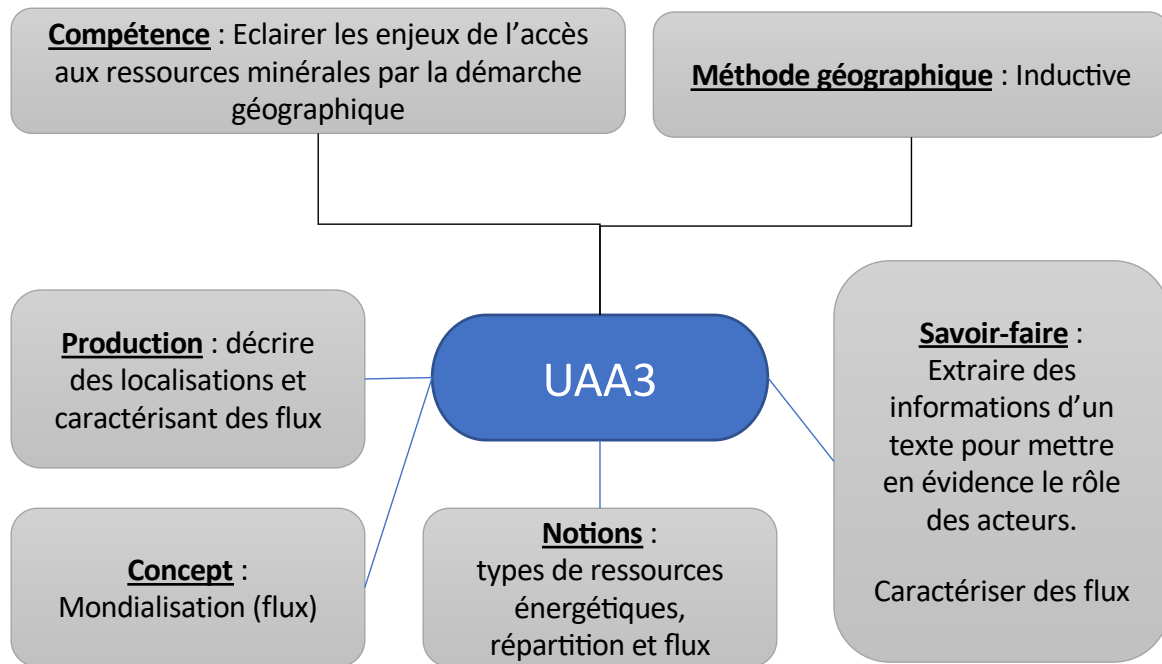 Compétence : Eclairer les enjeux de l’accès
aux ressources minérales par la démarche
géographique
Méthode géographique : Inductive
Production : décrire
des localisations et
caractérisant des flux
UAA3
Savoir-faire :
Extraire des
informations d’un
texte pour mettre
en évidence le rôle
des acteurs.
Caractériser des flux
Concept :
Mondialisation (flux)
Notions :
types de ressources
énergétiques,
répartition et flux